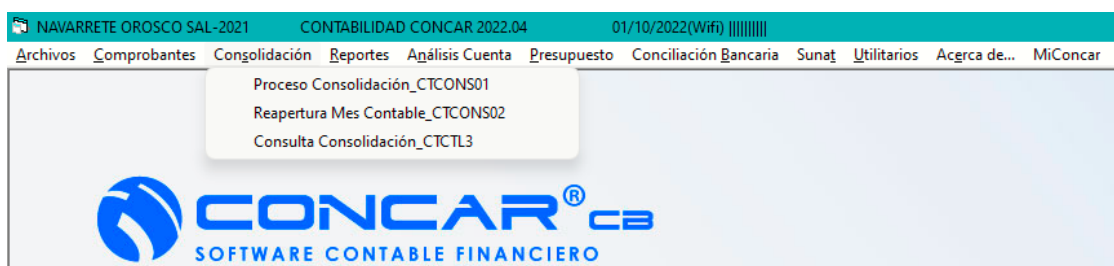 NAVARRETE OROSCO SAL-2021 CONTABILIDAD CONCAR 2022.04 01/10/2022(Wifi) ||||||||||
Archivos Comprobantes Consolidación Reportes Análisis Cuenta Presupuesto Conciliación Bancaria Sunat Utilitarios Acerca de... MiConcar
Proceso Consolidación_CTCONS01
Reapertura Mes Contable_CTCONS02
Consulta Consolidación_CTCTL3
CONCAR® CB
SOFTWARE CONTABLE FINANCIERO